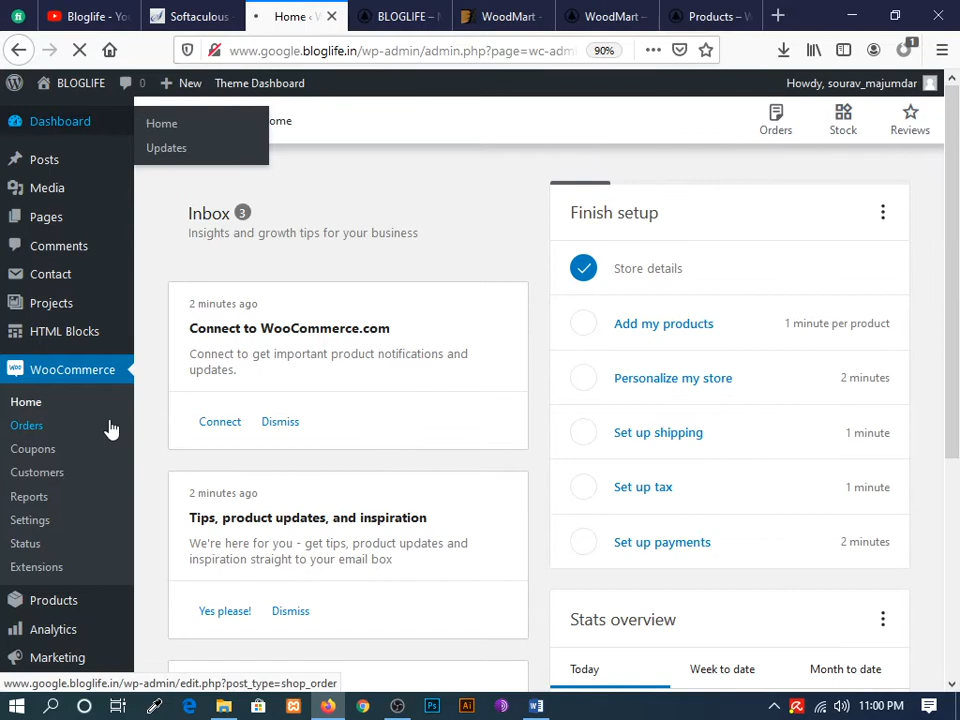 Bloglife - Yo
Softaculous
Home ‹ W
BLOGLIFE –
WoodMart -
WoodMart –
Products – W
www.google.bloglife.in/wp-admin/admin.php?page=wc-adm
90%
1
BLOGLIFE
0
New
Theme Dashboard
Howdy, sourav_majumdar
Dashboard
Home
Updates
ome
Orders
Stock
Reviews
Posts
Media
Pages
Comments
Contact
Projects
HTML Blocks
WooCommerce
Home
Orders
Coupons
Customers
Reports
Settings
Status
Extensions
Products
Analytics
Marketing
Inbox 3
Insights and growth tips for your business
2 minutes ago
Connect to WooCommerce.com
Connect to get important product notifications and
updates.
Connect Dismiss
2 minutes ago
Tips, product updates, and inspiration
We're here for you - get tips, product updates and
inspiration straight to your email box
Yes please! Dismiss
Finish setup
Store details
Add my products 1 minute per product
Personalize my store 2 minutes
Set up shipping 1 minute
Set up tax 1 minute
Set up payments 2 minutes
Stats overview
Today Week to date Month to date
www.google.bloglife.in/wp-admin/edit.php?post_type=shop_order
11:00 PM